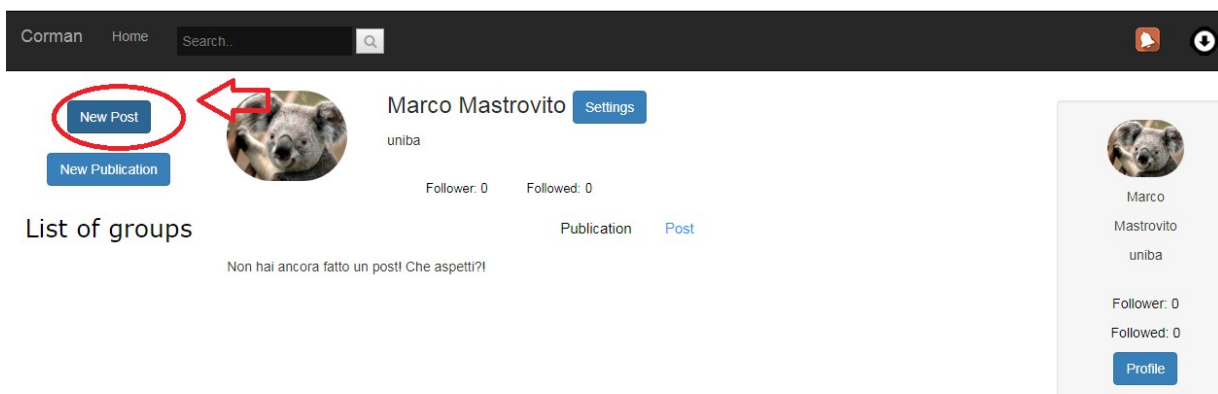 Corman Home Search..
New Post
New Publication
Marco Mastrovito Settings
uniba
Follower: 0 Followed: 0
List of groups
Publication Post
Non hai ancora fatto un post! Che aspetti?!
Marco
Mastrovito
uniba
Follower: 0
Followed: 0
Profile